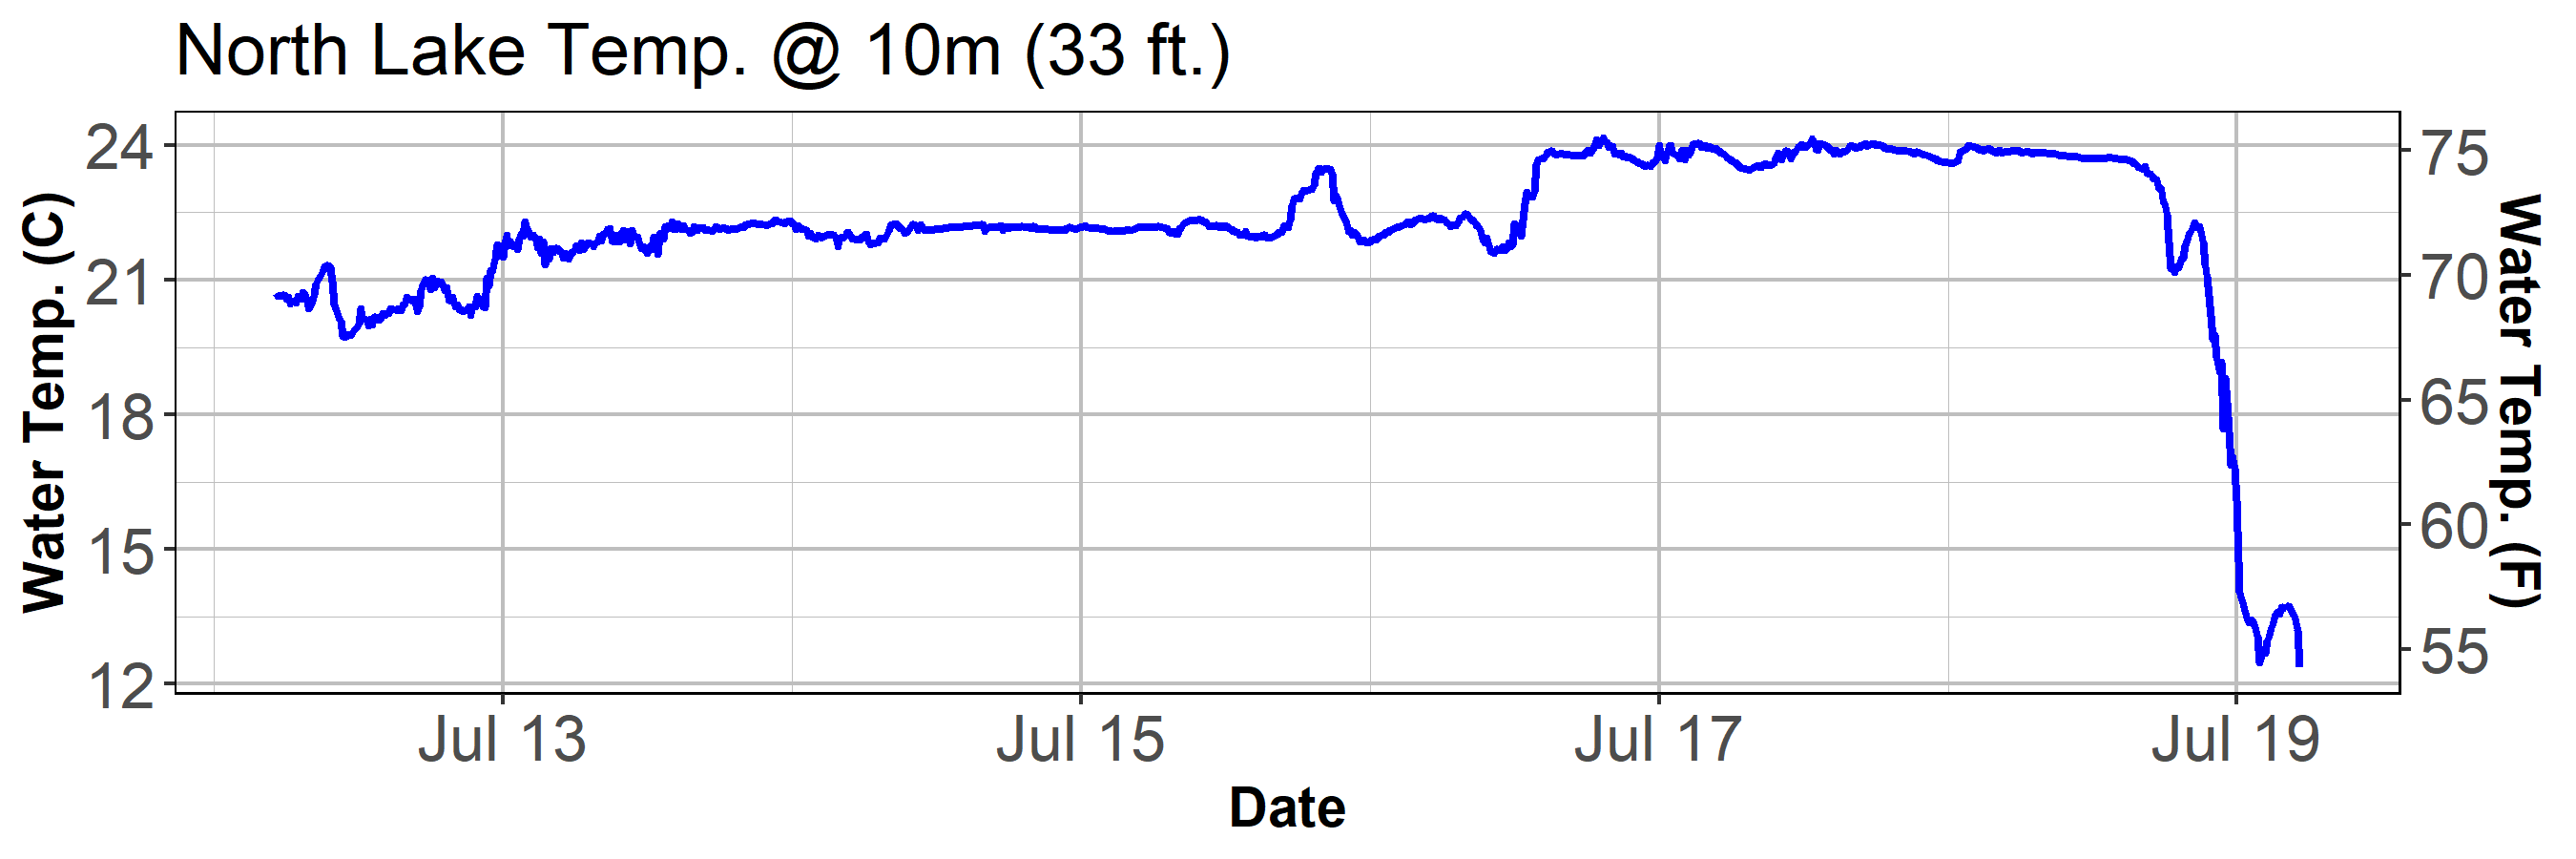 North Lake Temp. @ 10m (33 ft.)
Water Temp. (C)
24
21
18
15
12
75
70
65
60
55
Water Temp. (F)
Jul 13
Jul 15
Jul 17
Jul 19
Date